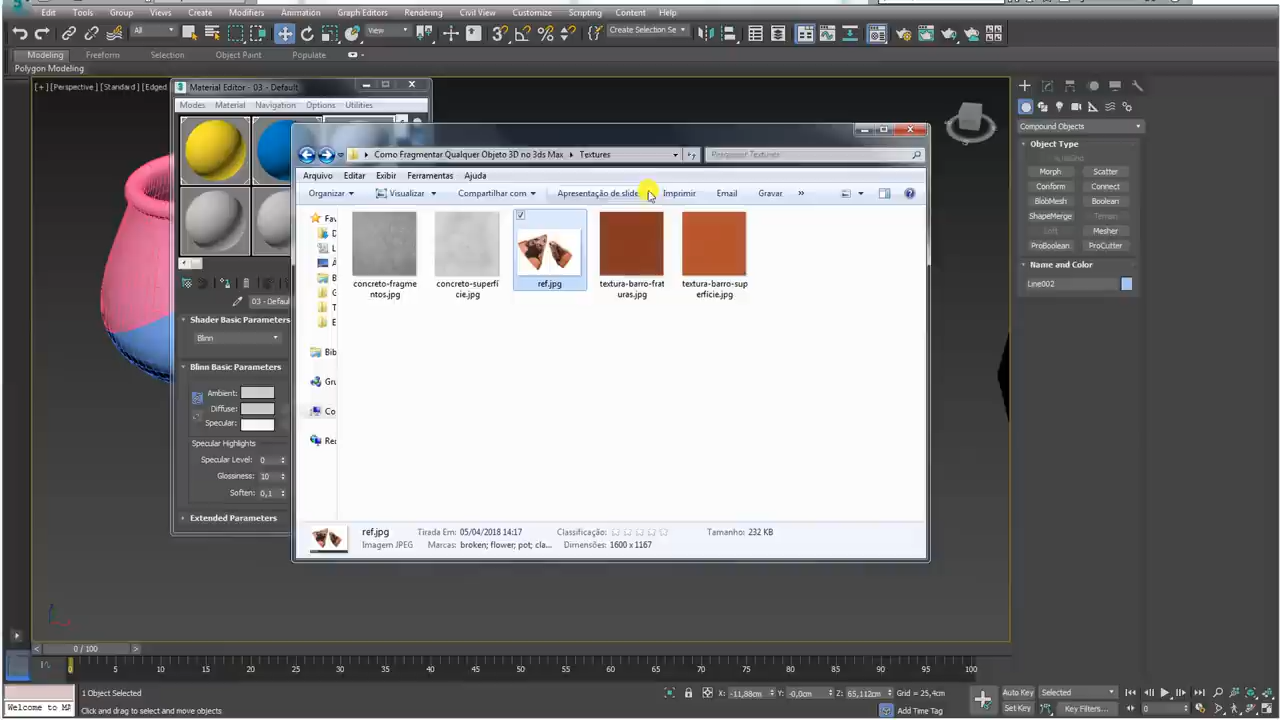 Edit Tools Group Views Create Modifiers Animation Graph Editors Rendering Civil View Customize Scripting Content Help
All View Create Selection Se
Modeling Freeform Selection Object Paint Populate
Polygon Modeling
[+] [Perspective] [Standard] [Edged
Material Editor - 03 - Default
Modes Material Navigation Options Utilities
03 - Defaul
Shader Basic Parameters
Blinn
Blinn Basic Parameters
Ambient:
Diffuse:
Specular:
Specular Highlights
Specular Level: 0
Glossiness: 10
Soften: 0,1
Extended Parameters
Como Fragmentar Qualquer Objeto 3D no 3ds Max Textures
Pesquisar Textures
Arquivo Editar Exibir Ferramentas Ajuda
Organizar Visualizar Compartilhar com Apresentação de slide Imprimir Email Gravar »
Fav
D
L
B
T
E
Bib
Gru
Co
Rec
concreto-fragme
ntos.jpg
concreto-superfi
cie.jpg
ref.jpg
textura-barro-frat
uras.jpg
textura-barro-sup
erficie.jpg
ref.jpg Tirada Em: 05/04/2018 14:17 Classificação: Tamanho: 232 KB
Imagem JPEG Marcas: broken; flower; pot; cla... Dimensões: 1600 x 1167
Compound Objects
Object Type
AutoGrid
Morph Scatter
Conform Connect
BlobMesh Boolean
ShapeMerge Terrain
Loft Mesher
ProBoolean ProCutter
Name and Color
Line002
0 / 100
0 5 10 15 20 25 30 35 40 45 50 55 60 65 70 75 80 85 90 95 100
1 Object Selected X: -11,88cm Y: -0,0cm Z: 65,112cm Grid = 25,4cm Auto Key Selected
Welcome to MA Click and drag to select and move objects Add Time Tag Set Key Key Filters... 0